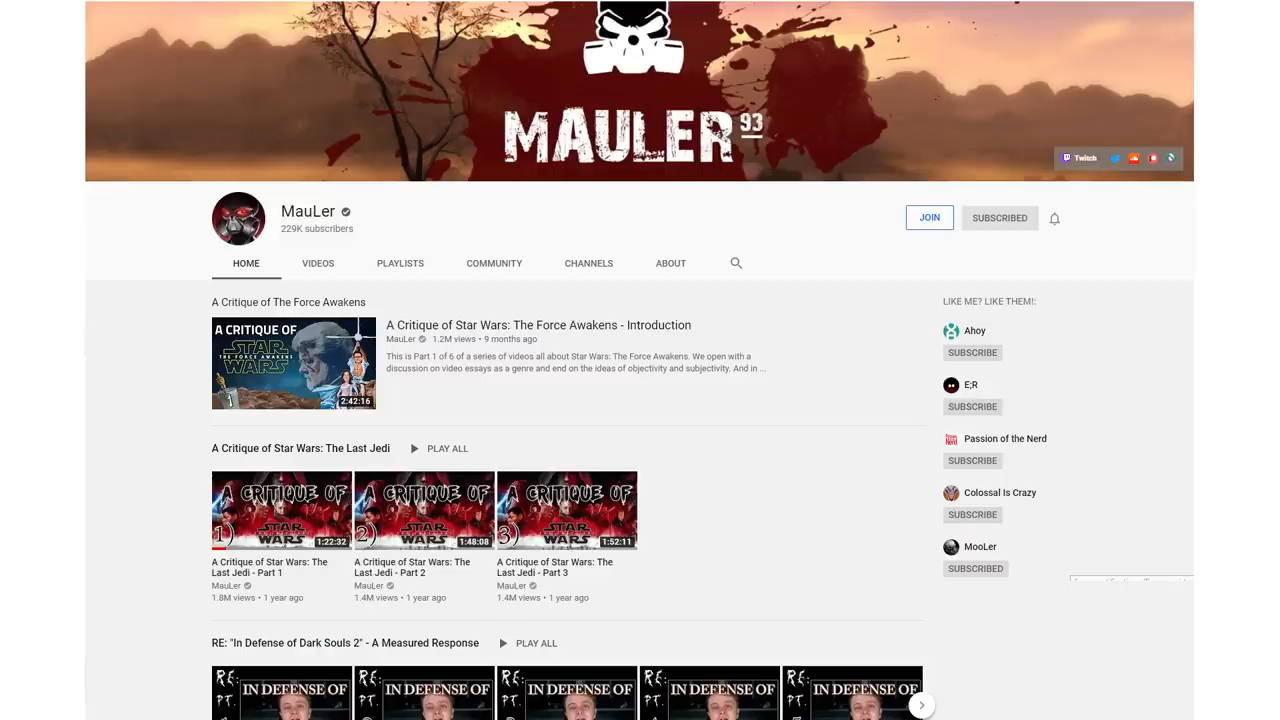 MAULER 93
Twitch
MauLer
229K subscribers
JOIN
SUBSCRIBED
HOME
VIDEOS
PLAYLISTS
COMMUNITY
CHANNELS
ABOUT
A Critique of The Force Awakens
A CRITIQUE OF
STAR
THE FORCE AWAKENS
WARS
1
2:42:16
A Critique of Star Wars: The Force Awakens - Introduction
MauLer 1.2M views • 9 months ago
This is Part 1 of 6 of a series of videos all about Star Wars: The Force Awakens. We open with a
discussion on video essays as a genre and end on the ideas of objectivity and subjectivity. And in ...
LIKE ME? LIKE THEM!:
Ahoy
SUBSCRIBE
E;R
SUBSCRIBE
Passion of the Nerd
SUBSCRIBE
Colossal Is Crazy
SUBSCRIBE
MooLer
SUBSCRIBED
A Critique of Star Wars: The Last Jedi
PLAY ALL
A CRITIQUE OF
STAR
WARS
1)
1:22:32
A Critique of Star Wars: The
Last Jedi - Part 1
MauLer
1.8M views • 1 year ago
A CRITIQUE OF
STAR
WARS
2)
1:48:08
A Critique of Star Wars: The
Last Jedi - Part 2
MauLer
1.4M views • 1 year ago
A CRITIQUE OF
STAR
WARS
3)
1:52:11
A Critique of Star Wars: The
Last Jedi - Part 3
MauLer
1.4M views • 1 year ago
RE: "In Defense of Dark Souls 2" - A Measured Response
PLAY ALL
RE:
IN DEFENSE OF
PT.
RE:
IN DEFENSE OF
PT.
RE:
IN DEFENSE OF
PT.
RE:
IN DEFENSE OF
PT.
RE:
IN DEFENSE OF
PT.